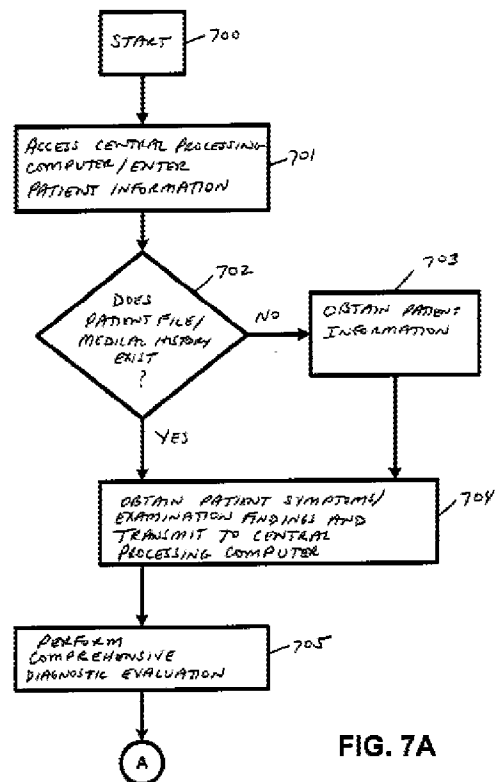 START
700
ACCESS CENTRAL PROCESSING
COMPUTER/ENTER
PATIENT INFORMATION
701
702
DOES
PATIENT FILE/
MEDICAL HISTORY
EXIST
?
NO
703
OBTAIN PATIENT
INFORMATION
YES
OBTAIN PATIENT SYMPTOMS/
EXAMINATION FINDINGS AND
TRANSMIT TO CENTRAL
PROCESSING COMPUTER
704
PERFORM
COMPREHENSIVE
DIAGNOSTIC EVALUATION
705
A
FIG. 7A